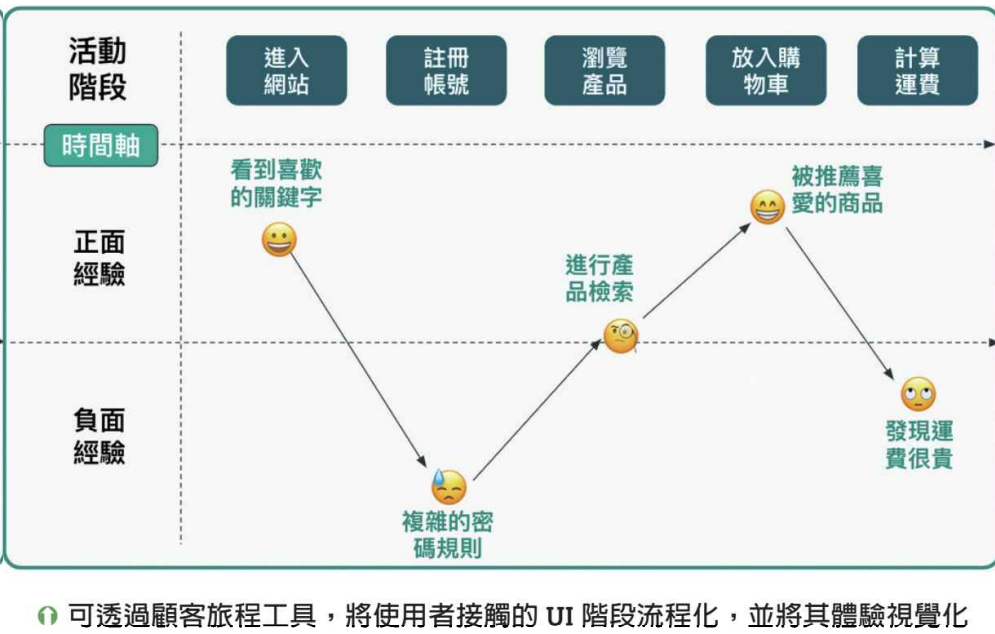 活動
階段
進入
網站
註冊
帳號
瀏覽
產品
放入購
物車
計算
運費
時間軸
看到喜歡
的關鍵字
被推薦喜
愛的商品
正面
經驗
進行產
品檢索
負面
經驗
發現運
費很貴
複雜的密
碼規則
可透過顧客旅程工具，將使用者接觸的 UI 階段流程化，並將其體驗視覺化